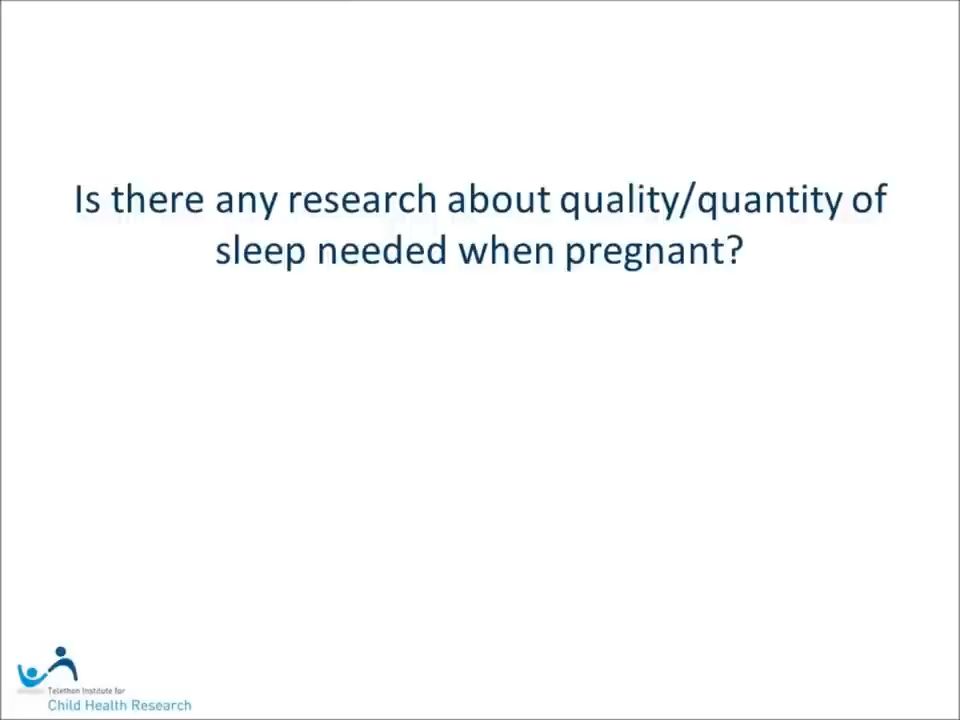 Is there any research about quality/quantity of
sleep needed when pregnant?
Telethon Institute for
Child Health Research